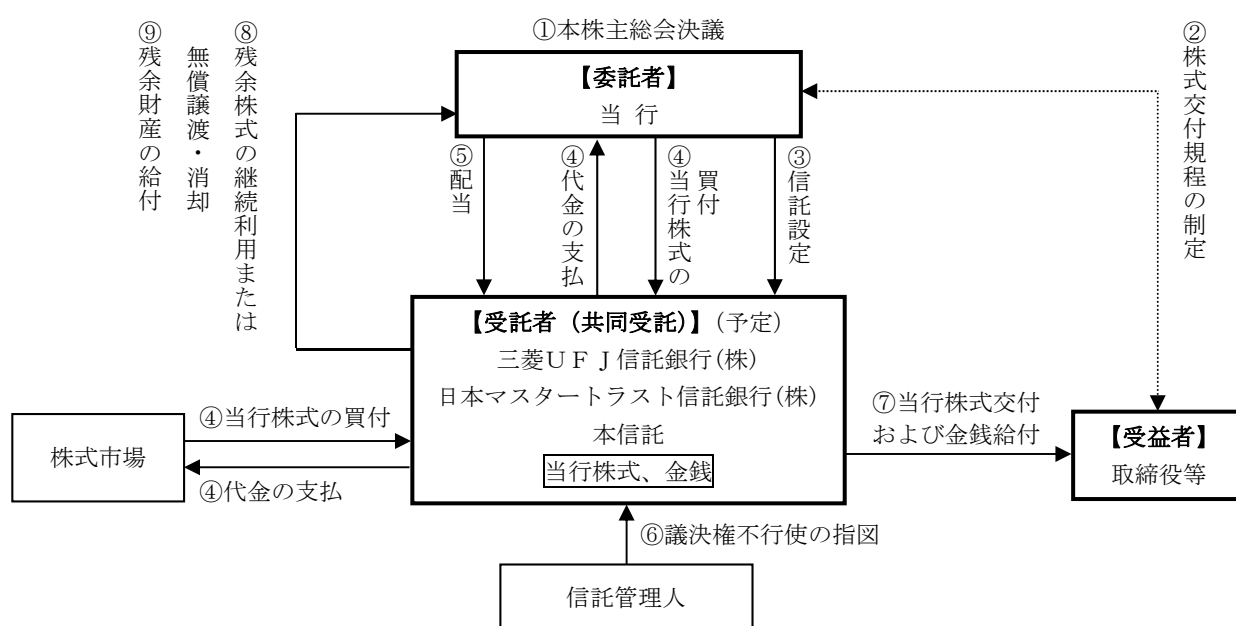 ①本株主総会決議
【委託者】
当 行
②株式交付規程の制定
⑧残余株式の継続利用または
無償譲渡・消却
⑨残余財産の給付
⑤配当
④代金の支払
④当行株式の
買付
③信託設定
【受託者（共同受託）】(予定)
三菱ＵＦＪ信託銀行(株)
日本マスタートラスト信託銀行(株)
本信託
当行株式、金銭
④当行株式の買付
株式市場
④代金の支払
⑦当行株式交付
および金銭給付
【受益者】
取締役等
⑥議決権不行使の指図
信託管理人